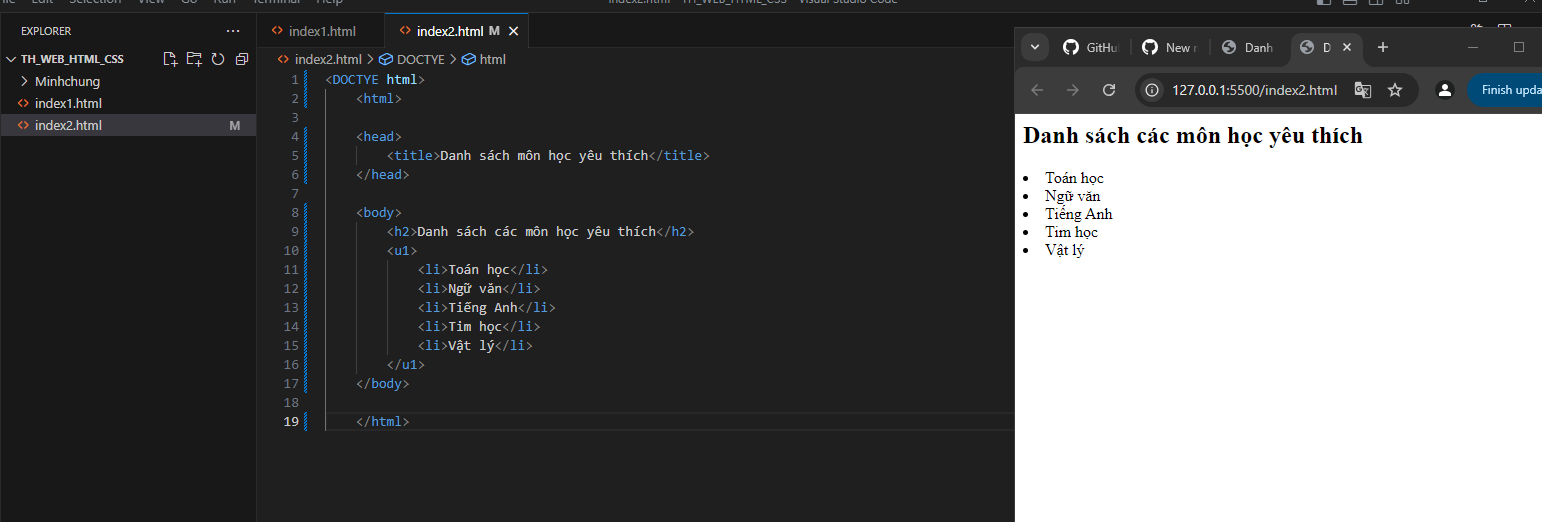 File Edit Selection View Go Run Terminal Help
index2.html - TH_WEB_HTML_CSS - Visual Studio Code
EXPLORER
TH_WEB_HTML_CSS
Minhchung
index1.html
index2.html M
index1.html index2.html M
index2.html > DOCTYE > html
1 <DOCTYE html>
2 <html>
3
4 <head>
5 <title>Danh sách môn học yêu thích</title>
6 </head>
7
8 <body>
9 <h2>Danh sách các môn học yêu thích</h2>
10 <u1>
11 <li>Toán học</li>
12 <li>Ngữ văn</li>
13 <li>Tiếng Anh</li>
14 <li>Tim học</li>
15 <li>Vật lý</li>
16 </u1>
17 </body>
18
19 </html>
GitHu New r Danh D
127.0.0.1:5500/index2.html Finish upda
Danh sách các môn học yêu thích
• Toán học
• Ngữ văn
• Tiếng Anh
• Tim học
• Vật lý